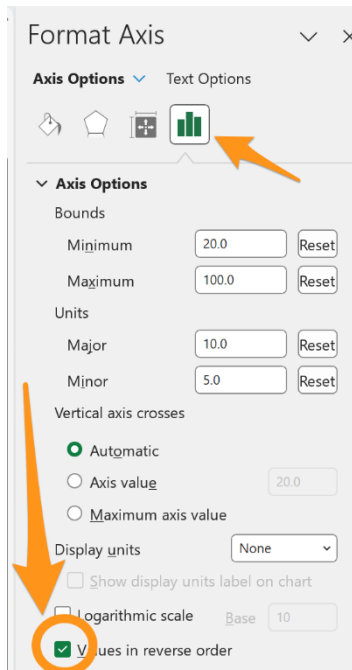 Format Axis
Axis Options Text Options
Axis Options
Bounds
Minimum 20.0 Reset
Maximum 100.0 Reset
Units
Major 10.0 Reset
Minor 5.0 Reset
Vertical axis crosses
Automatic
Axis value 20.0
Maximum axis value
Display units None
Show display units label on chart
Logarithmic scale Base 10
Values in reverse order